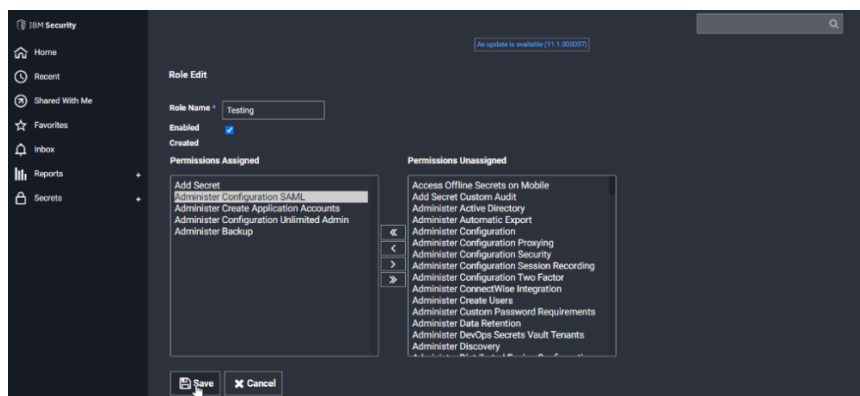 IBM Security
An update is available (11.1.000007)
Home
Recent
Shared With Me
Favorites
Inbox
Reports +
Secrets +
Role Edit
Role Name * Testing
Enabled
Created
Permissions Assigned
Add Secret
Administer Configuration SAML
Administer Create Application Accounts
Administer Configuration Unlimited Admin
Administer Backup
Permissions Unassigned
Access Offline Secrets on Mobile
Add Secret Custom Audit
Administer Active Directory
Administer Automatic Export
Administer Configuration
Administer Configuration Proxying
Administer Configuration Security
Administer Configuration Session Recording
Administer Configuration Two Factor
Administer ConnectWise Integration
Administer Create Users
Administer Custom Password Requirements
Administer Data Retention
Administer DevOps Secrets Vault Tenants
Administer Discovery
Save
Cancel